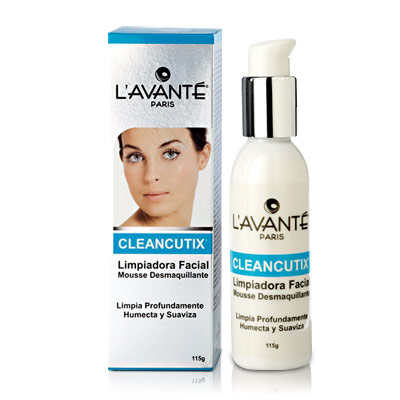 L'AVANTÉ®
PARIS
CLEANCUTIX
Limpiadora Facial
Mousse Desmaquillante
Limpia Profundamente
Humecta y Suaviza
115g
L'AVANTÉ®
PARIS
CLEANCUTIX
Limpiadora Facial
Mousse Desmaquillante
Limpia Profundamente
Humecta y Suaviza
115g